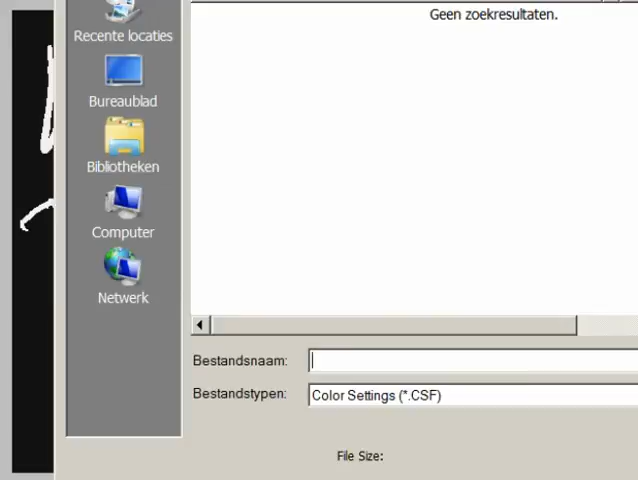 Geen zoekresultaten.
Recente locaties
Bureaublad
Bibliotheken
Computer
Netwerk
Bestandsnaam:
Bestandstypen: Color Settings (*.CSF)
File Size: